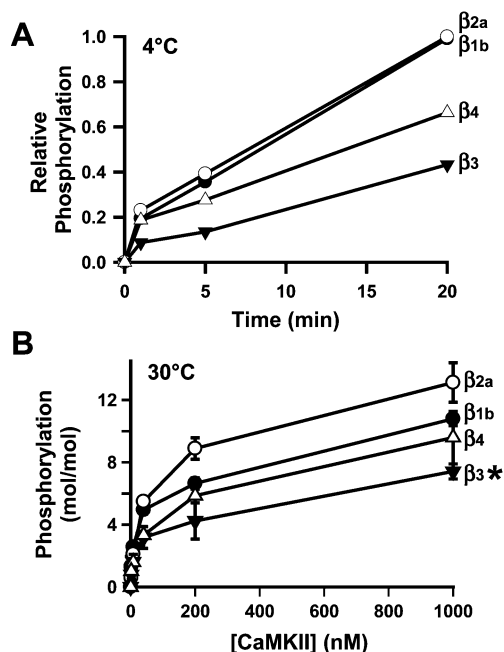 A
4°C
Relative
Phosphorylation
1.0
0.8
0.6
0.4
0.2
0.0
β2a
β1b
β4
β3
0 5 10 15 20
Time (min)
B
30°C
Phosphorylation
(mol/mol)
12
8
4
0
β2a
β1b
β4
β3*
0 200 400 600 800 1000
[CaMKII] (nM)